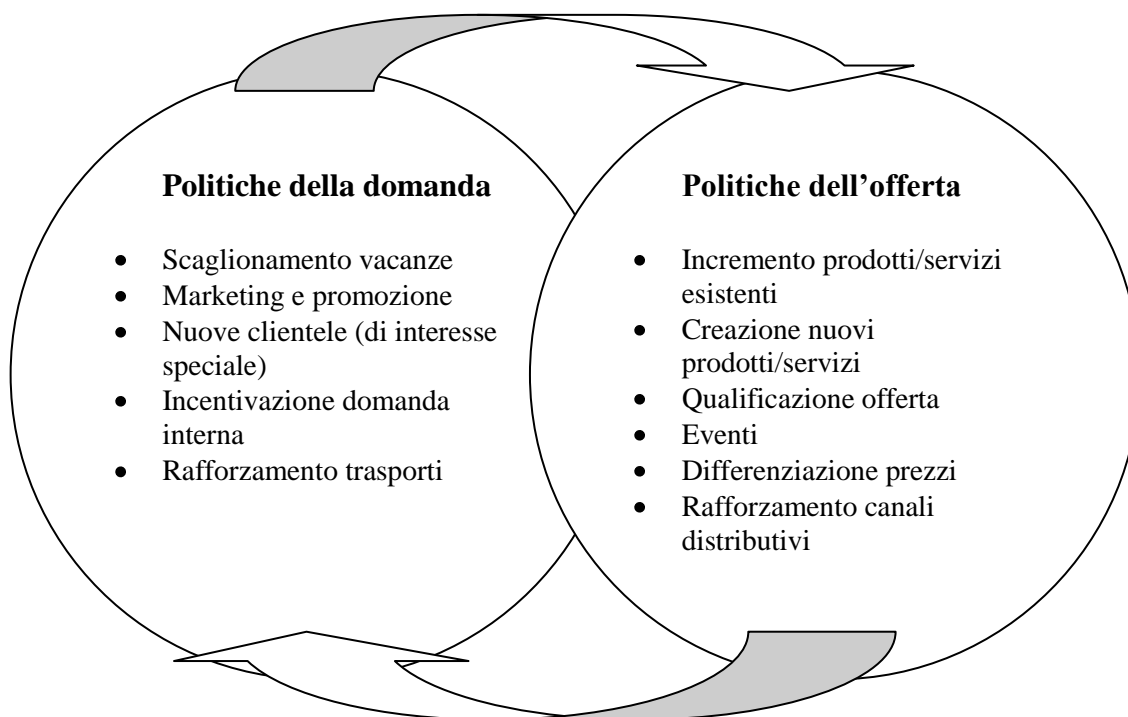 Politiche della domanda
• Scaglionamento vacanze
• Marketing e promozione
• Nuove clientele (di interesse
speciale)
• Incentivazione domanda
interna
• Rafforzamento trasporti
Politiche dell’offerta
• Incremento prodotti/servizi
esistenti
• Creazione nuovi
prodotti/servizi
• Qualificazione offerta
• Eventi
• Differenziazione prezzi
• Rafforzamento canali
distributivi